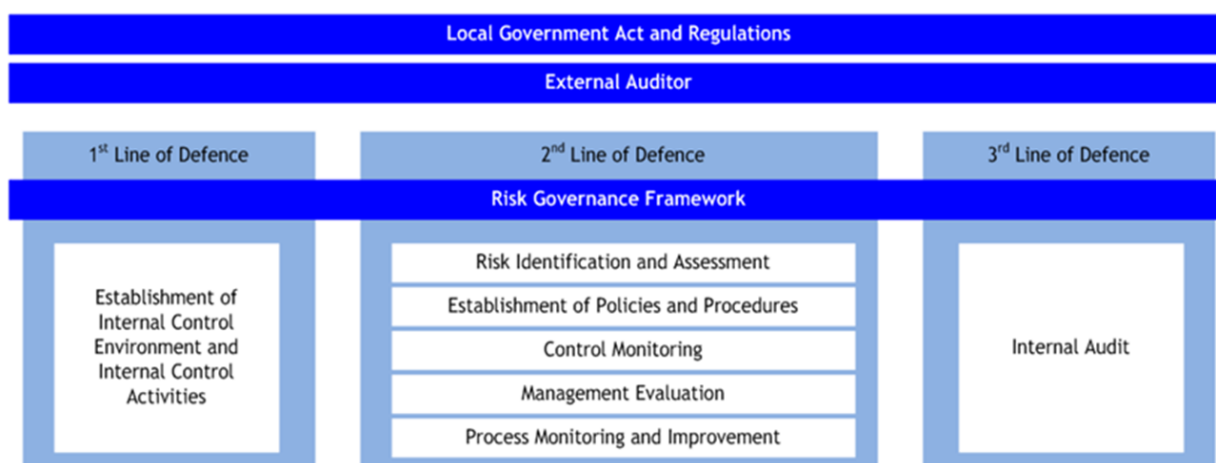 Local Government Act and Regulations
External Auditor
1st Line of Defence
2nd Line of Defence
3rd Line of Defence
Risk Governance Framework
Establishment of
Internal Control
Environment and
Internal Control
Activities
Risk Identification and Assessment
Establishment of Policies and Procedures
Control Monitoring
Management Evaluation
Process Monitoring and Improvement
Internal Audit